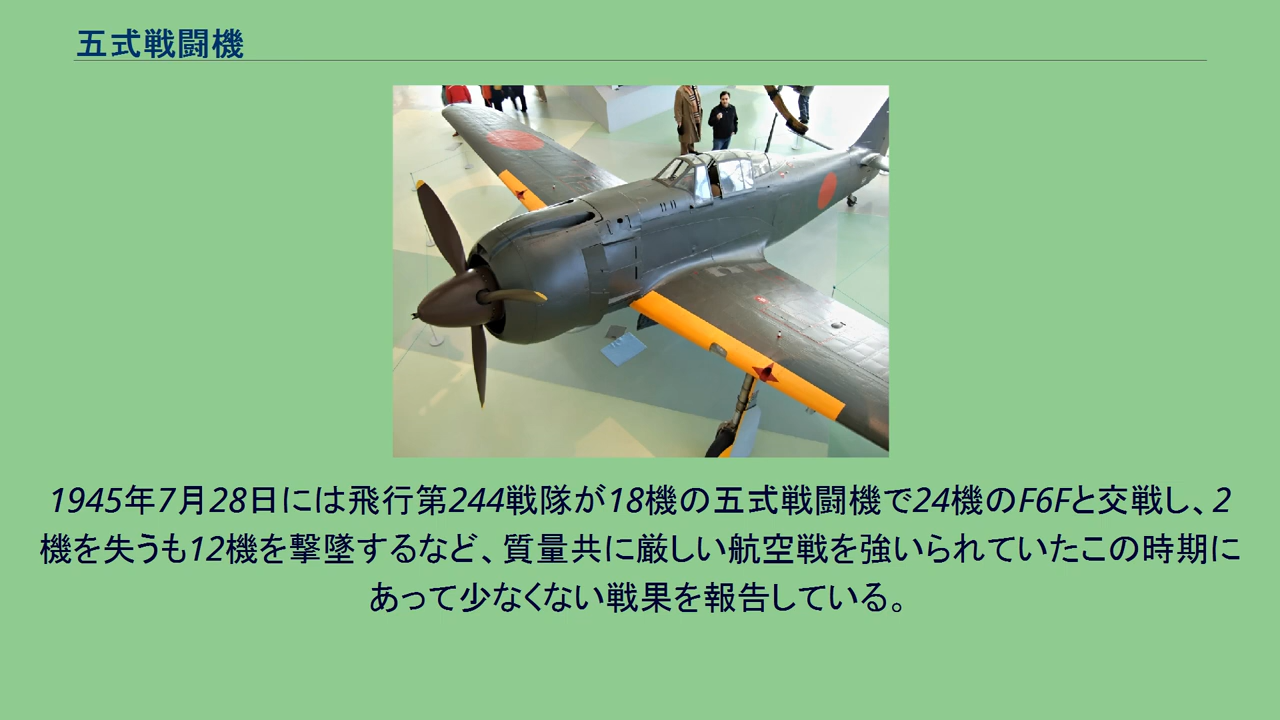 五式戦闘機
1945年7月28日には飛行第244戦隊が18機の五式戦闘機で24機のF6Fと交戦し、2
機を失うも12機を撃墜するなど、質量共に厳しい航空戦を強いられていたこの時期に
あって少なくない戦果を報告している。